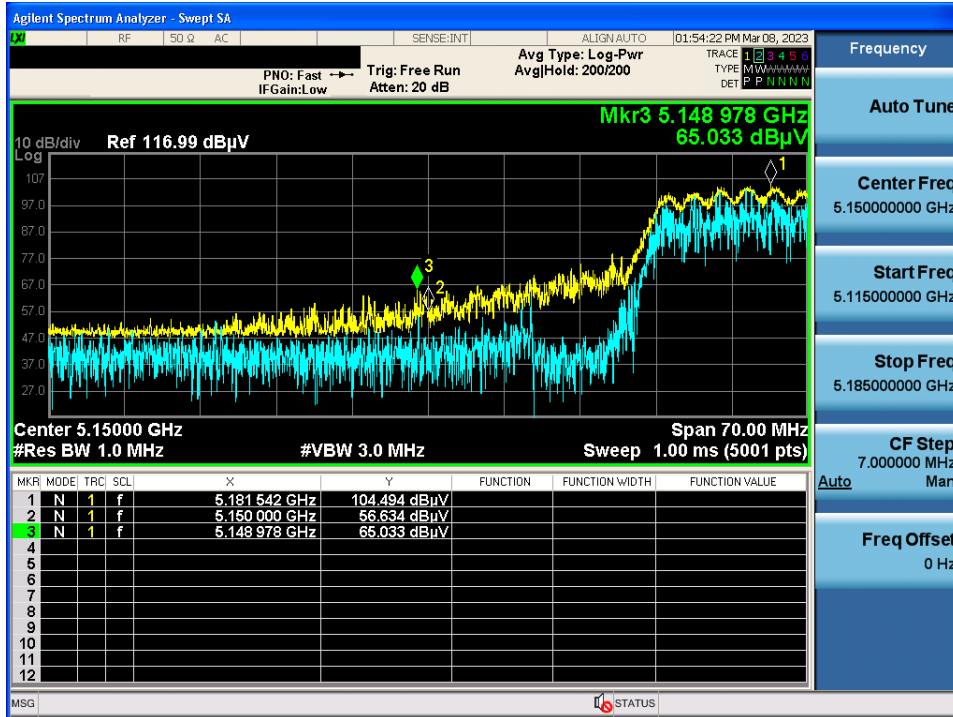 Agilent Spectrum Analyzer - Swept SA
LXI RF 50 Ω AC SENSE:INT ALIGN AUTO 01:54:22 PM Mar 08, 2023
PNO: Fast Trig: Free Run Avg Type: Log-Pwr TRACE 1 2 3 4 5 6
IFGain:Low Atten: 20 dB Avg|Hold: 200/200 TYPE M WWWWW
DET P P N N N N
Mkr3 5.148 978 GHz
65.033 dBµV
10 dB/div Ref 116.99 dBµV
Log
107
97.0
87.0
77.0
67.0
57.0
47.0
37.0
27.0
1
3
2
Center 5.15000 GHz Span 70.00 MHz
#Res BW 1.0 MHz #VBW 3.0 MHz Sweep 1.00 ms (5001 pts)
MKR MODE TRC SCL X Y FUNCTION FUNCTION WIDTH FUNCTION VALUE
1 N 1 f 5.181 542 GHz 104.494 dBµV
2 N 1 f 5.150 000 GHz 56.634 dBµV
3 N 1 f 5.148 978 GHz 65.033 dBµV
4
5
6
7
8
9
10
11
12
MSG STATUS
Frequency
Auto Tune
Center Freq
5.150000000 GHz
Start Freq
5.115000000 GHz
Stop Freq
5.185000000 GHz
CF Step
7.000000 MHz
Auto Man
Freq Offset
0 Hz